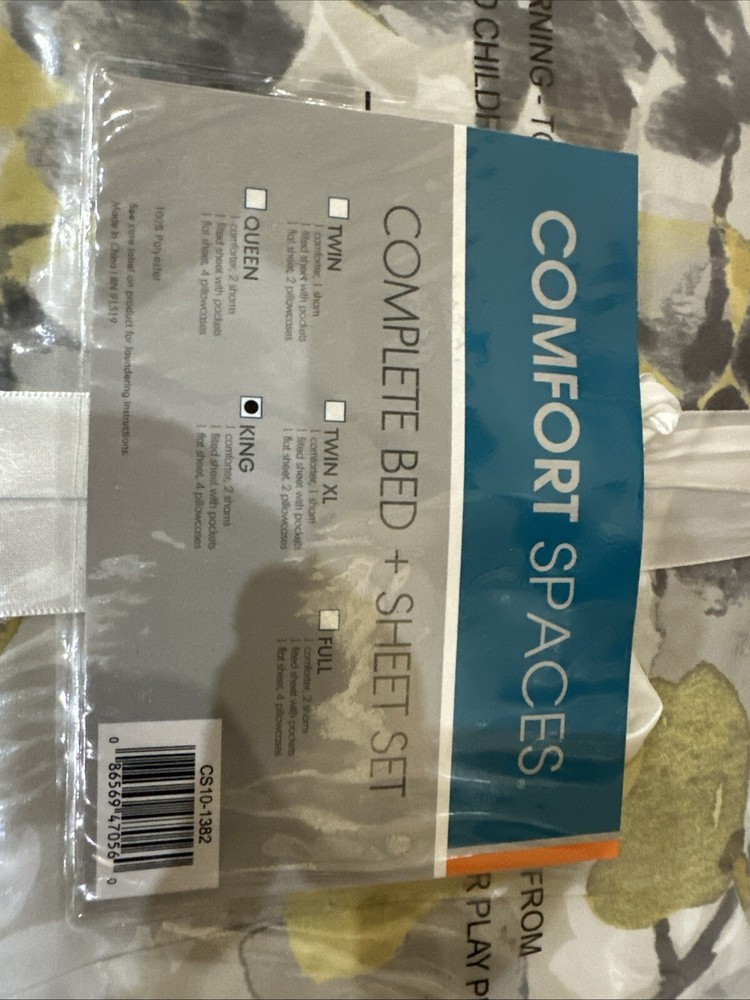 COMFORT SPACES®
COMPLETE BED + SHEET SET
TWIN
1 comforter, 1 sham
1 fitted sheet with pockets
1 flat sheet, 2 pillowcases
TWIN XL
1 comforter, 1 sham
1 fitted sheet with pockets
1 flat sheet, 2 pillowcases
FULL
1 comforter, 2 shams
1 fitted sheet with pockets
1 flat sheet, 4 pillowcases
QUEEN
1 comforter, 2 shams
1 fitted sheet with pockets
1 flat sheet, 4 pillowcases
KING
1 comforter, 2 shams
1 fitted sheet with pockets
1 flat sheet, 4 pillowcases
100% Polyester
See care label on product for laundering instructions.
Made in China | RN 91519
CS10-1382
0 86569 47056 0
RNING - TO
FROM
CHILDR
R PLAY P